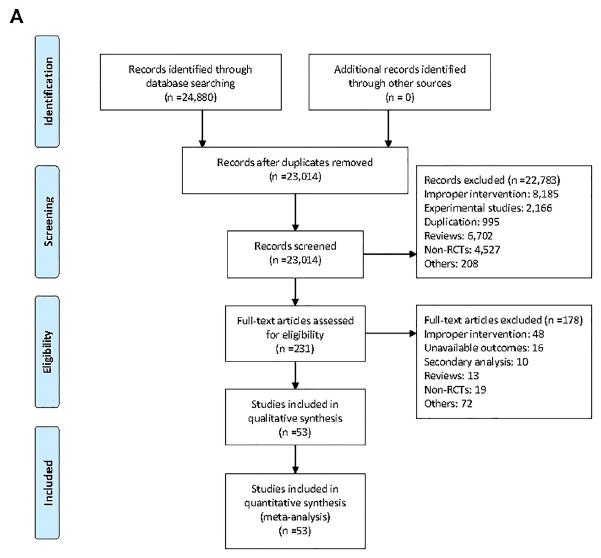 A
Identification
Records identified through
database searching
(n =24,880)
Additional records identified
through other sources
(n = 0)
Records after duplicates removed
(n =23,014)
Screening
Records screened
(n =23,014)
Records excluded (n =22,783)
Improper intervention: 8,185
Experimental studies: 2,166
Duplication: 995
Reviews: 6,702
Non-RCTs: 4,527
Others: 208
Eligibility
Full-text articles assessed
for eligibility
(n =231)
Full-text articles excluded (n =178)
Improper intervention: 48
Unavailable outcomes: 16
Secondary analysis: 10
Reviews: 13
Non-RCTs: 19
Others: 72
Studies included in
qualitative synthesis
(n =53)
Included
Studies included in
quantitative synthesis
(meta-analysis)
(n =53)